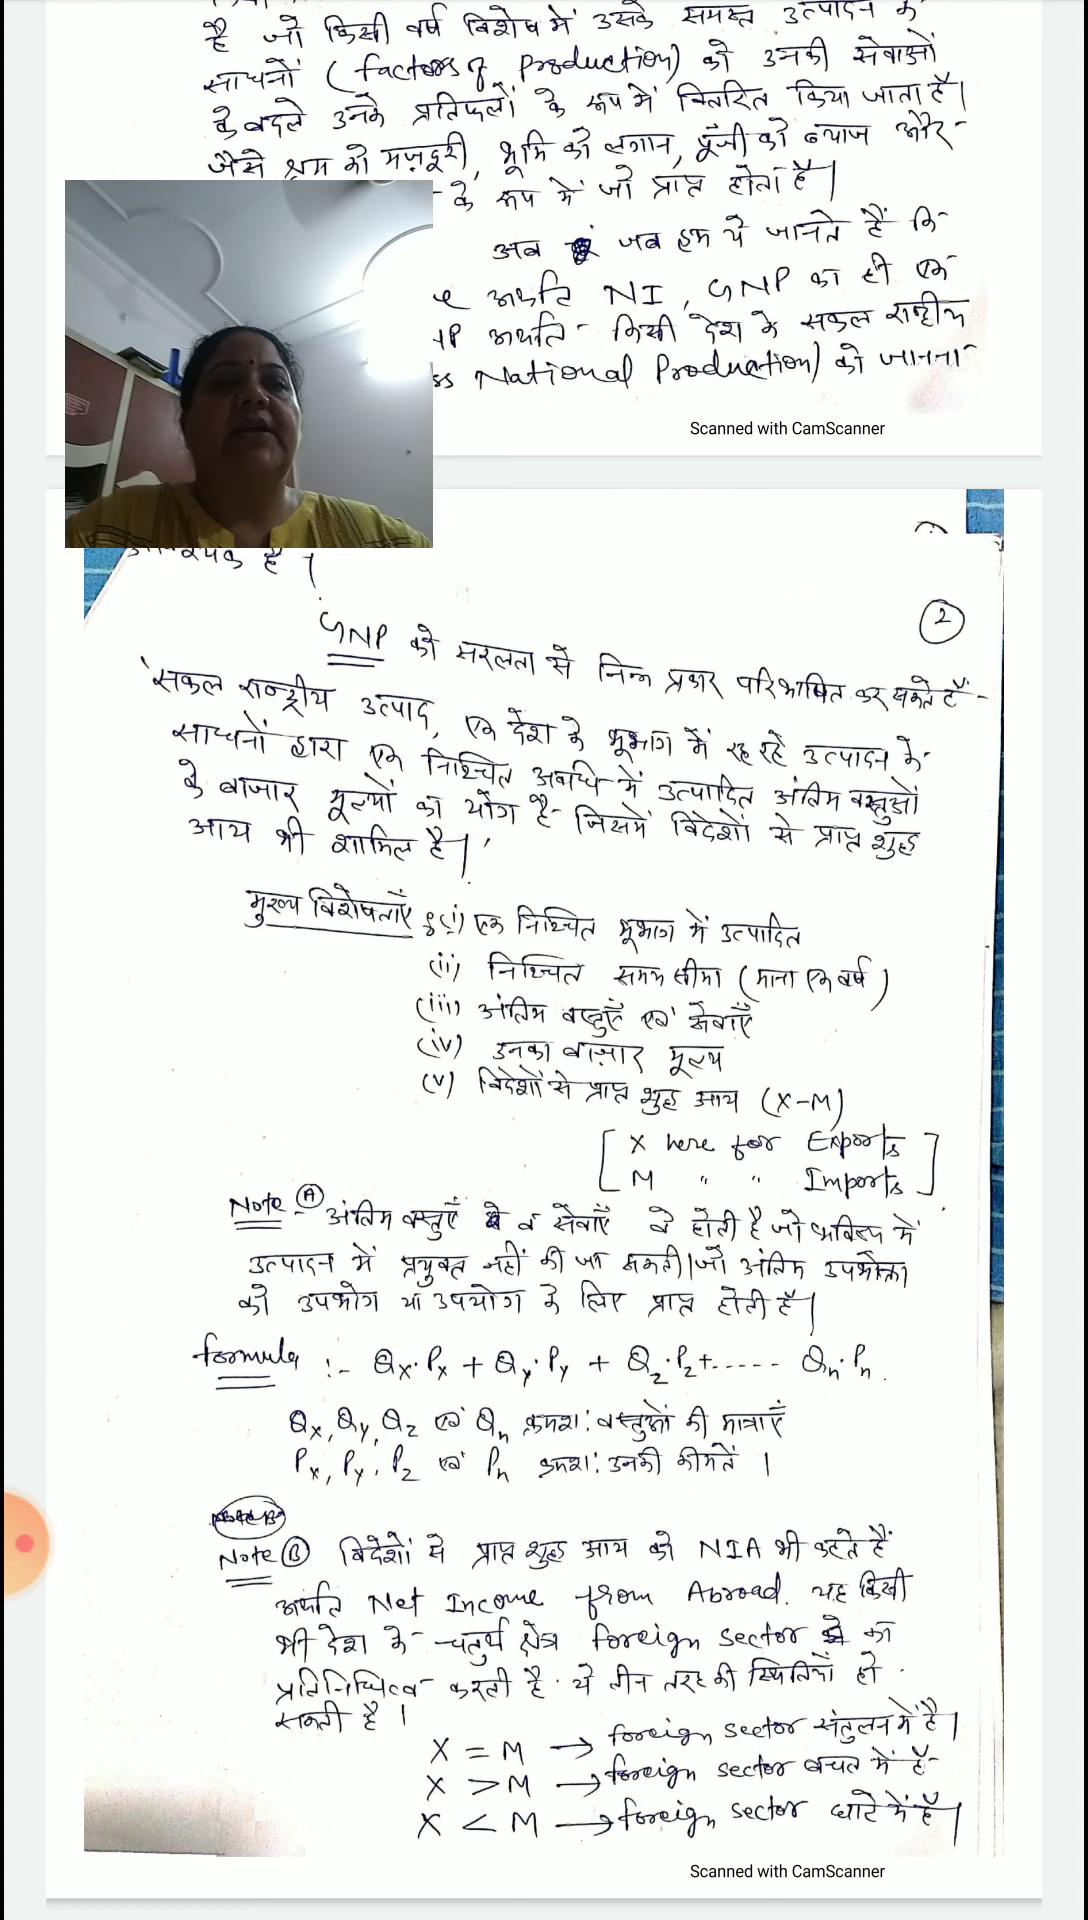 है जो किसी वर्ष विशेष में उसके समस्त उत्पादन के
साधनों (factors of production) को उनकी सेवाओं
के बदले उनके प्रतिफलों के रूप में वितरित किया जाता है।
जैसे श्रम को मज़दूरी, भूमि को लगान, पूँजी को ब्याज और
के रूप में जो प्राप्त होता है।
अब जब हम ये जानते हैं कि
अर्थात NI, GNP का ही एक
अर्थात किसी देश के सकल राष्ट्रीय
National Production) को जानना
Scanned with CamScanner
है।
2
GNP को सरलता से निम्न प्रकार परिभाषित कर सकते हैं-
'सकल राष्ट्रीय उत्पाद, एक देश के भूभाग में रह रहे उत्पादन के
साधनों द्वारा एक निश्चित अवधि में उत्पादित अंतिम वस्तुओं
के बाजार मूल्यों का योग है जिसमें विदेशों से प्राप्त शुद्ध
आय भी शामिल है।'
मुख्य विशेषताएँ :(i) एक निश्चित भूभाग में उत्पादित
(ii) निश्चित समय सीमा (माना एक वर्ष)
(iii) अंतिम वस्तुएँ एवं सेवाएँ
(iv) उनका बाज़ार मूल्य
(v) विदेशों से प्राप्त शुद्ध आय (X-M)
[X here for Exports
M " " Imports]
Note (A) अंतिम वस्तुएँ व सेवाएँ वे होती है जो भविष्य में
उत्पादन में प्रयुक्त नहीं की जा सकती।जो अंतिम उपभोक्ता
को उपभोग या उपयोग के लिए प्राप्त होती है।
formula :- Qx.Px + Qy.Py + Qz.Pz+..... Qn.Pn.
Qx, Qy, Qz एवं Qn क्रमशः वस्तुओं की मात्राएँ
Px, Py, Pz एवं Pn क्रमशः उनकी कीमतें ।
Note (B) विदेशों से प्राप्त शुद्ध आय को NIA भी कहते हैं
अर्थात Net Income from Abroad. यह किसी
भी देश के चतुर्थ क्षेत्र foreign sector का
प्रतिनिधित्व करती है. ये तीन तरह की स्थितियाँ हो
सकती है ।
X = M → foreign sector संतुलन में है।
X > M → foreign sector बचत में है
X < M → foreign sector घाटे में है।
Scanned with CamScanner